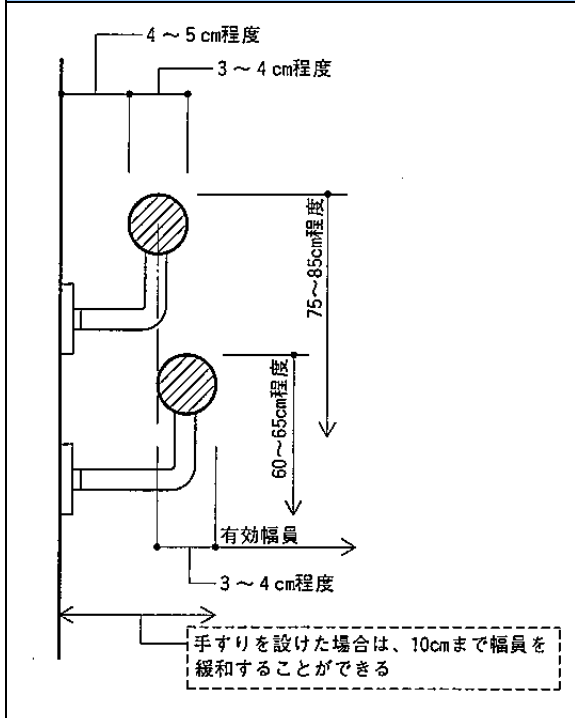 4～5cm程度
3～4cm程度
75～85cm程度
60～65cm程度
有効幅員
3～4cm程度
手すりを設けた場合は、10cmまで幅員を
緩和することができる